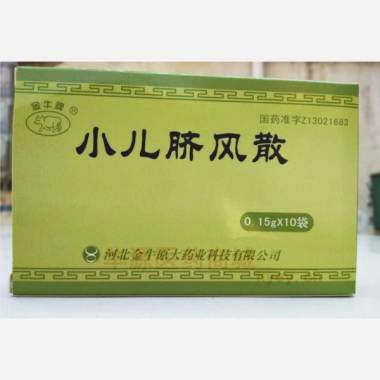 金牛牌®
国药准字Z13021683
小儿脐风散
0.15gX10袋
河北金牛原大药业科技有限公司